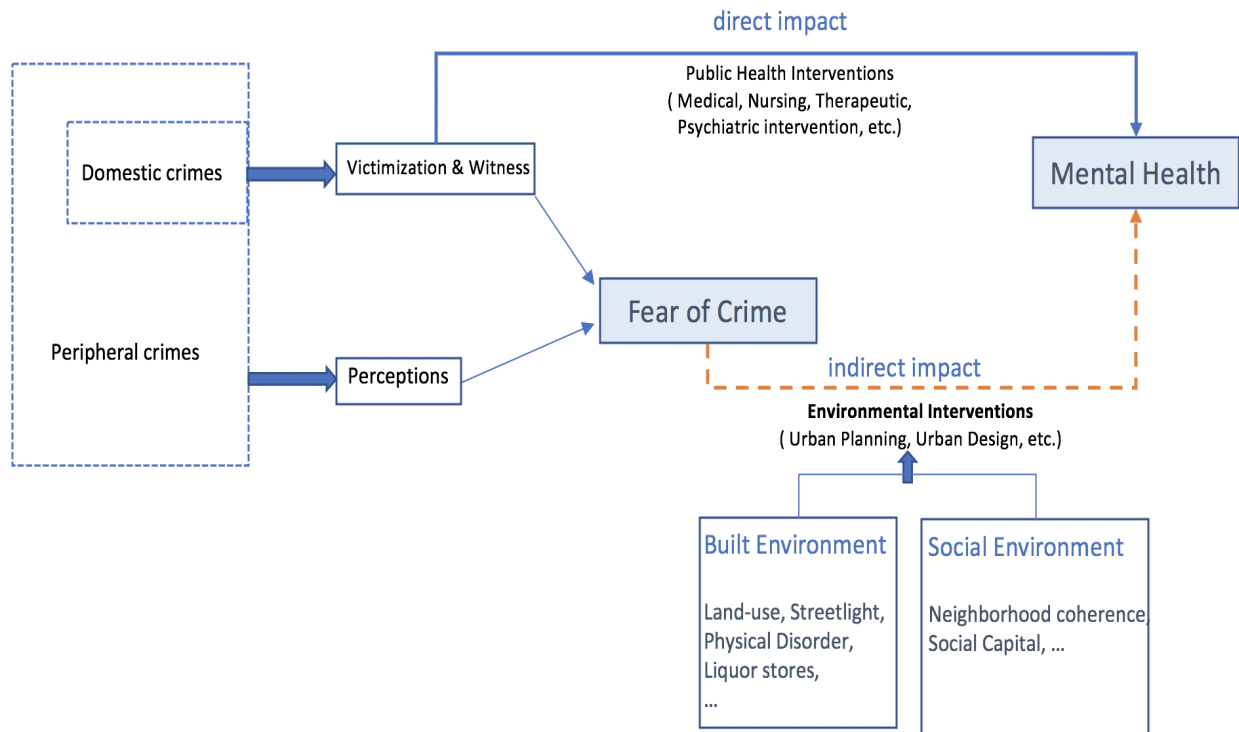 direct impact
Public Health Interventions
( Medical, Nursing, Therapeutic,
Psychiatric intervention, etc.)
Domestic crimes
Victimization & Witness
Mental Health
Fear of Crime
Peripheral crimes
Perceptions
indirect impact
Environmental Interventions
( Urban Planning, Urban Design, etc.)
Built Environment
Land-use, Streetlight,
Physical Disorder,
Liquor stores,
...
Social Environment
Neighborhood coherence,
Social Capital, ...